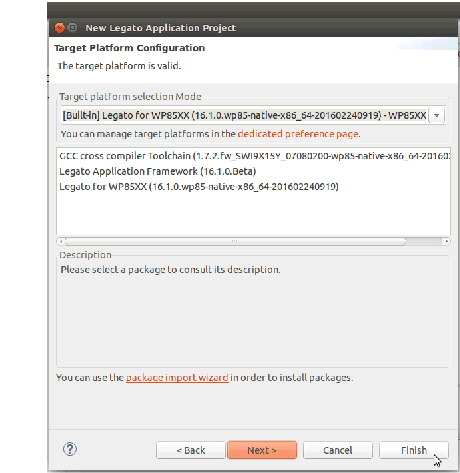 New Legato Application Project
Target Platform Configuration
The target platform is valid.
Target platform selection Mode
[Built-in] Legato for WP85XX (16.1.0.wp85-native-x86_64-201602240919) - WP85XX
You can manage target platforms in the dedicated preference page.
GCC cross compiler Toolchain (1.7.2.fw_SWI9X15Y_07080200-wp85-native-x86_64-20160
Legato Application Framework (16.1.0.Beta)
Legato for WP85XX (16.1.0.wp85-native-x86_64-201602240919)
Description
Please select a package to consult its description.
You can use the package import wizard in order to install packages.
< Back
Next >
Cancel
Finish